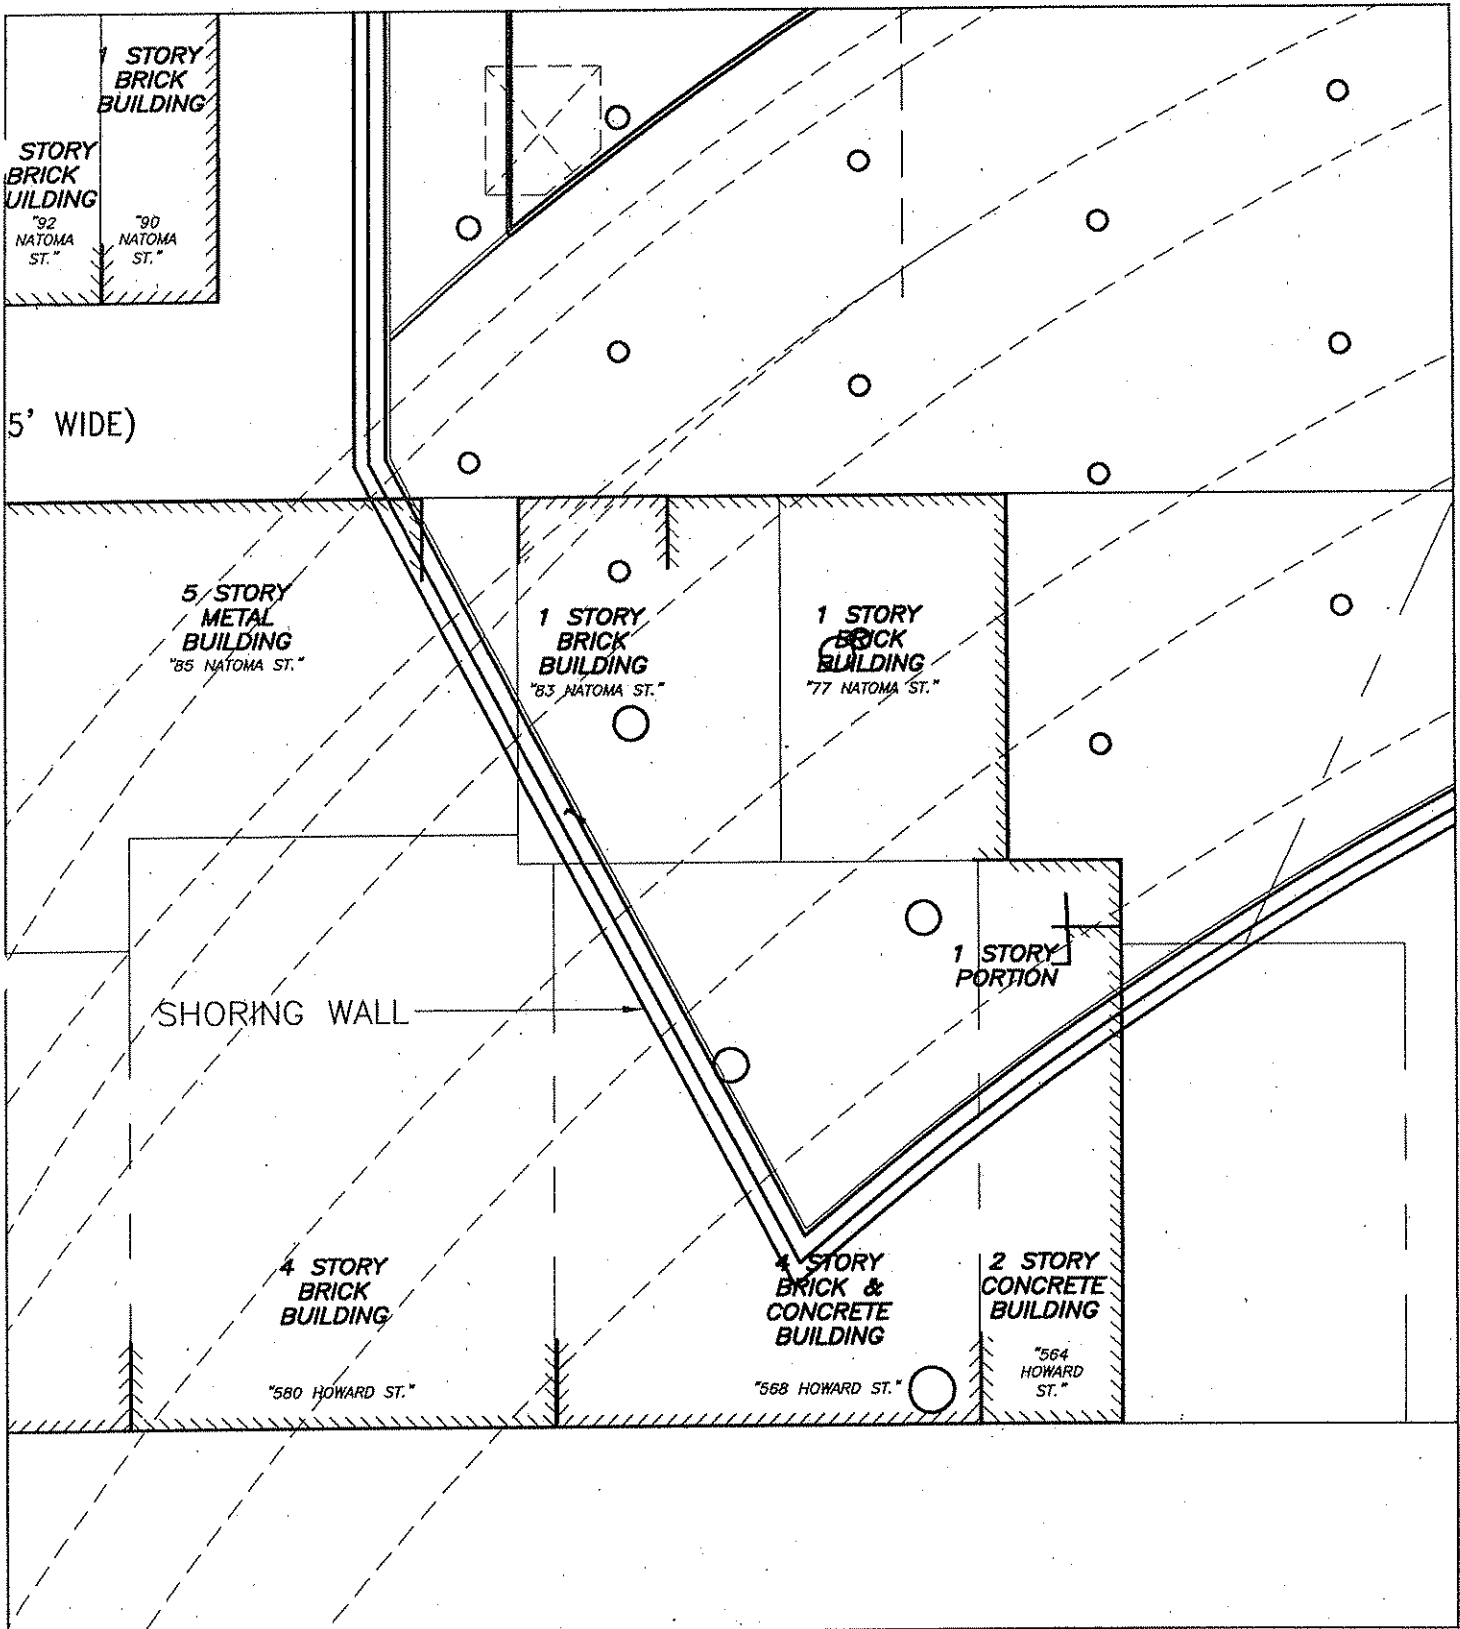 1 STORY
BRICK
BUILDING
STORY
BRICK
UILDING
"92
NATOMA
ST."
"90
NATOMA
ST."
5' WIDE)
5 STORY
METAL
BUILDING
"85 NATOMA ST."
1 STORY
BRICK
BUILDING
"83 NATOMA ST."
1 STORY
BRICK
BUILDING
"77 NATOMA ST."
1 STORY
PORTION
SHORING WALL
4 STORY
BRICK
BUILDING
"580 HOWARD ST."
4 STORY
BRICK &
CONCRETE
BUILDING
"568 HOWARD ST."
2 STORY
CONCRETE
BUILDING
"564
HOWARD
ST."